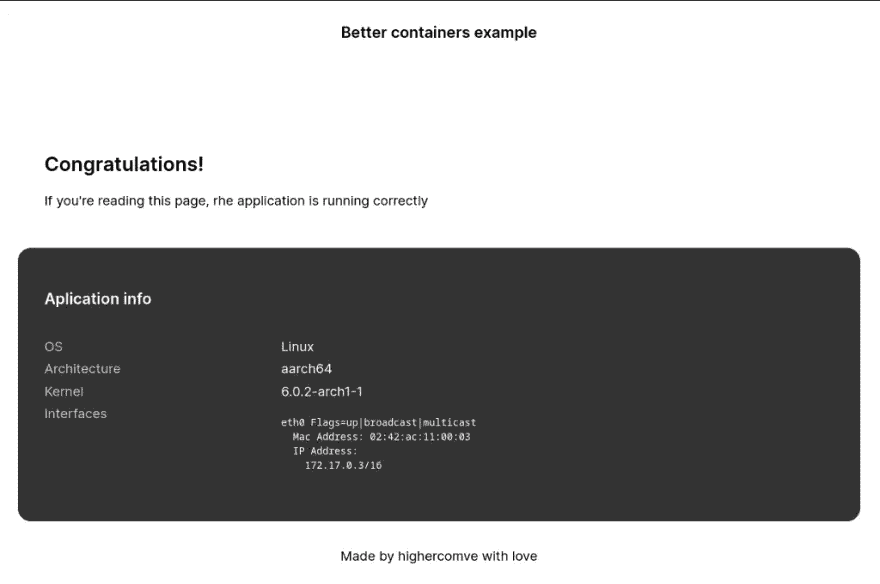 Better containers example
Congratulations!
If you're reading this page, rhe application is running correctly
Aplication info
OS Linux
Architecture aarch64
Kernel 6.0.2-arch1-1
Interfaces
eth0 Flags=up|broadcast|multicast
Mac Address: 02:42:ac:11:00:03
IP Address:
172.17.0.3/16
Made by highercomve with love